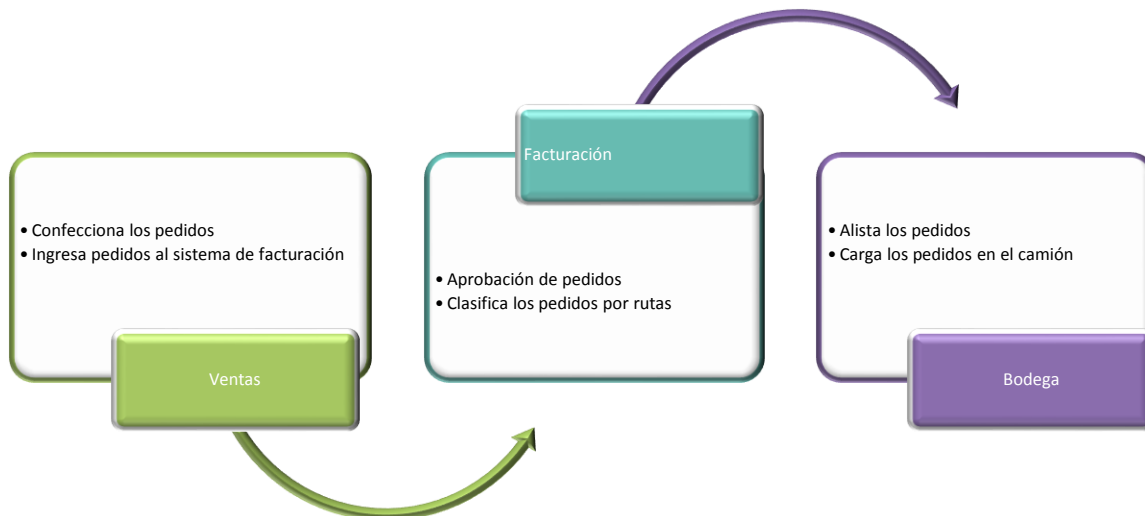 • Confecciona los pedidos
• Ingresa pedidos al sistema de facturación
Ventas
Facturación
• Aprobación de pedidos
• Clasifica los pedidos por rutas
• Alista los pedidos
• Carga los pedidos en el camión
Bodega